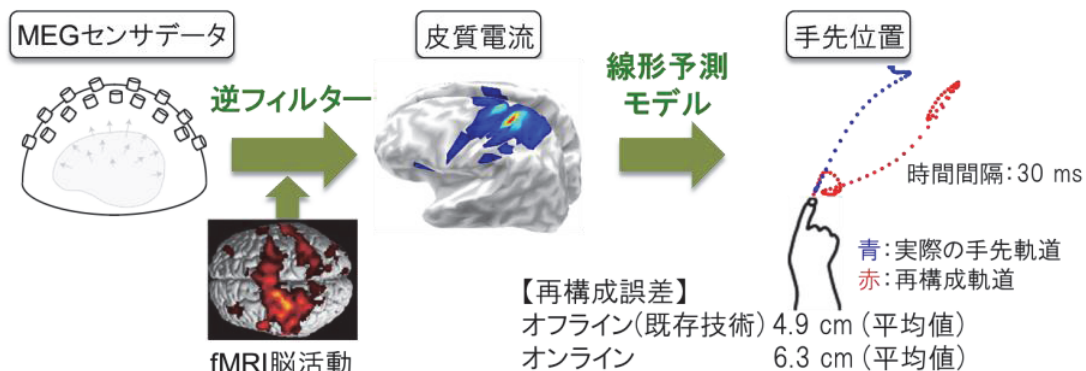 MEGセンサデータ
皮質電流
手先位置
逆フィルター
線形予測
モデル
時間間隔：30 ms
青：実際の手先軌道
赤：再構成軌道
fMRI脳活動
【再構成誤差】
オフライン(既存技術) 4.9 cm (平均値)
オンライン 6.3 cm (平均値)